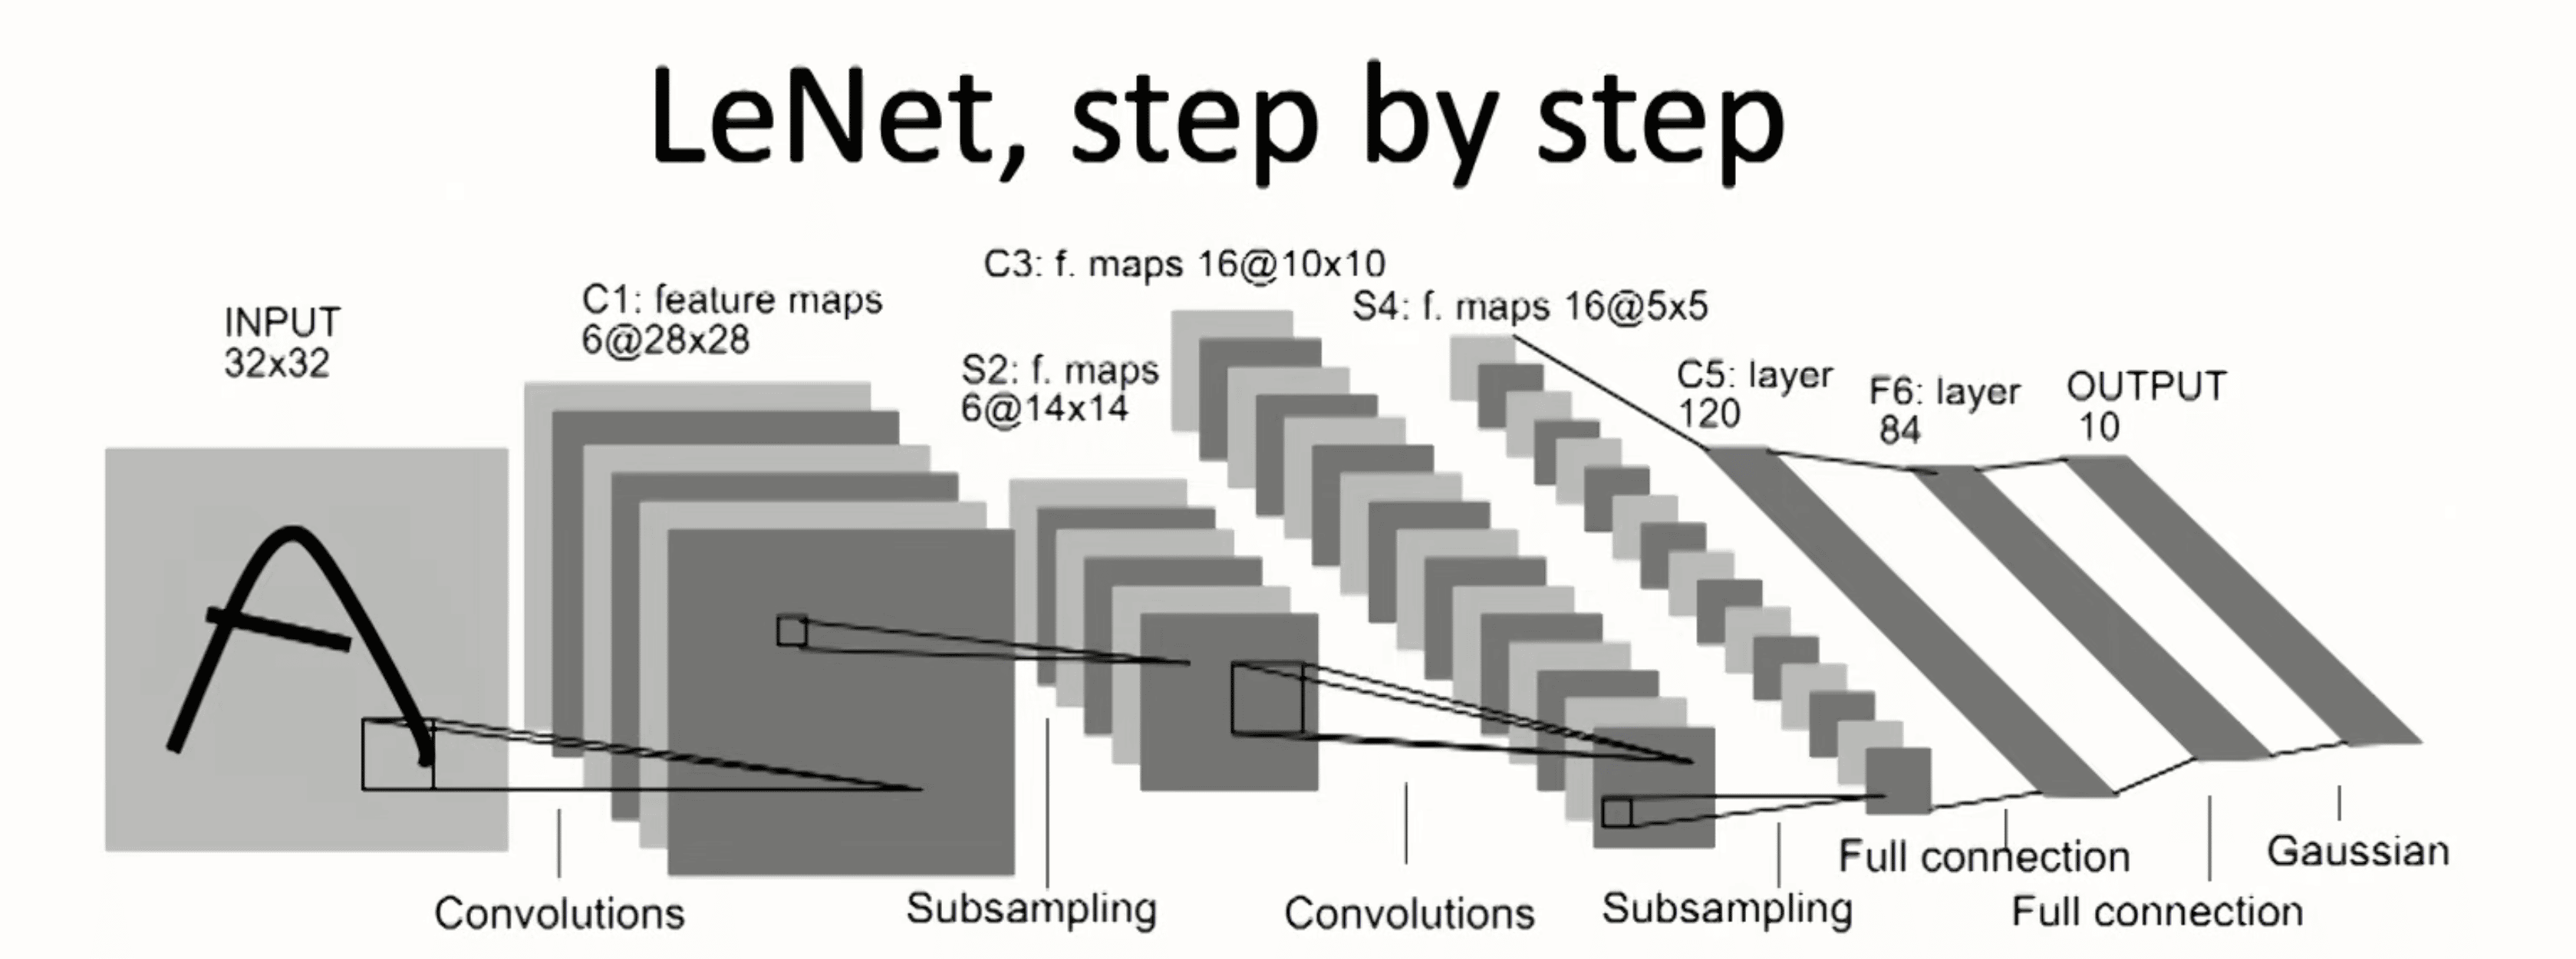 LeNet, step by step
INPUT
32x32
C1: feature maps
6@28x28
S2: f. maps
6@14x14
C3: f. maps 16@10x10
S4: f. maps 16@5x5
C5: layer
120
F6: layer
84
OUTPUT
10
A
Convolutions
Subsampling
Convolutions
Subsampling
Full connection
Full connection
Gaussian